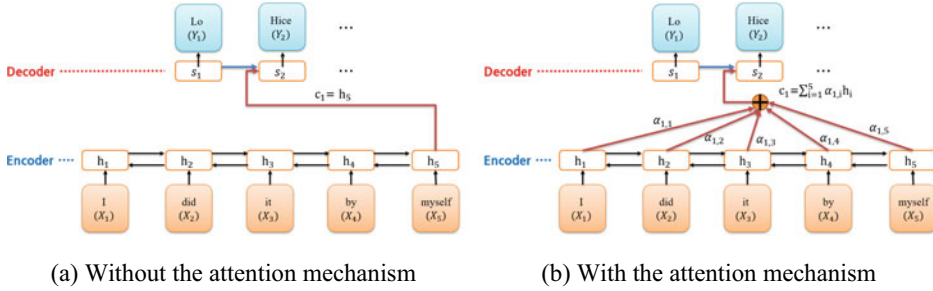 Lo Hice ...
(Y₁) (Y₂)
Decoder s₁ s₂ ...
c₁= h₅
Encoder h₁ h₂ h₃ h₄ h₅
I did it by myself
(X₁) (X₂) (X₃) (X₄) (X₅)
(a) Without the attention mechanism
Lo Hice ...
(Y₁) (Y₂)
Decoder s₁ s₂ ...
c₁=∑⁵ᵢ₌₁ α₁,ᵢhᵢ
+
α₁,₁ α₁,₂ α₁,₃ α₁,₄ α₁,₅
Encoder h₁ h₂ h₃ h₄ h₅
I did it by myself
(X₁) (X₂) (X₃) (X₄) (X₅)
(b) With the attention mechanism